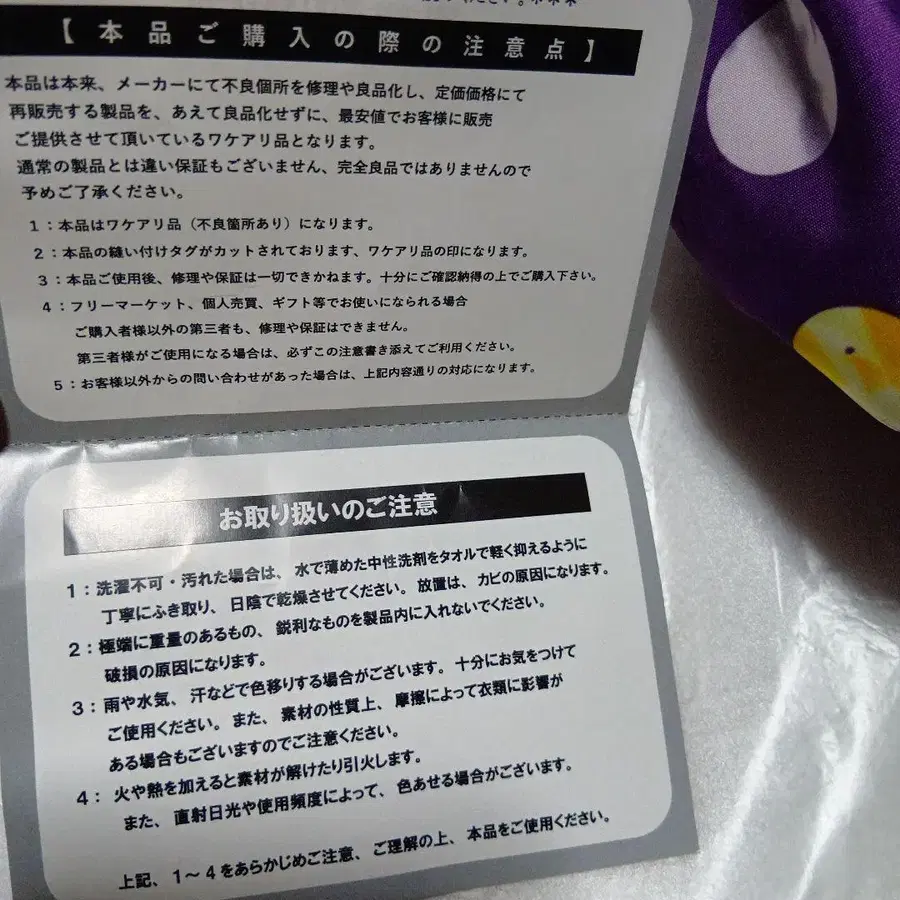 ください。***
【本品ご購入の際の注意点】
本品は本来、メーカーにて不良個所を修理や良品化し、定価価格にて
再販売する製品を、あえて良品化せずに、最安値でお客様に販売
ご提供させて頂いているワケアリ品となります。
通常の製品とは違い保証もございません、完全良品ではありませんので
予めご了承ください。
1：本品はワケアリ品（不良箇所あり）になります。
2：本品の縫い付けタグがカットされております、ワケアリ品の印になります。
3：本品ご使用後、修理や保証は一切できかねます。十分にご確認納得の上でご購入下さい。
4：フリーマーケット、個人売買、ギフト等でお使いになられる場合
ご購入者様以外の第三者も、修理や保証はできません。
第三者様がご使用になる場合は、必ずこの注意書き添えてご利用ください。
5：お客様以外からの問い合わせがあった場合は、上記内容通りの対応になります。
お取り扱いのご注意
1：洗濯不可・汚れた場合は、水で薄めた中性洗剤をタオルで軽く抑えるように
丁寧にふき取り、日陰で乾燥させてください。放置は、カビの原因になります。
2：極端に重量のあるもの、鋭利なものを製品内に入れないでください。
破損の原因になります。
3：雨や水気、汗などで色移りする場合がございます。十分にお気をつけて
ご使用ください。また、素材の性質上、摩擦によって衣類に影響が
ある場合もございますのでご注意ください。
4：火や熱を加えると素材が解けたり引火します。
また、直射日光や使用頻度によって、色あせる場合がございます。
上記、1～4をあらかじめご注意、ご理解の上、本品をご使用ください。